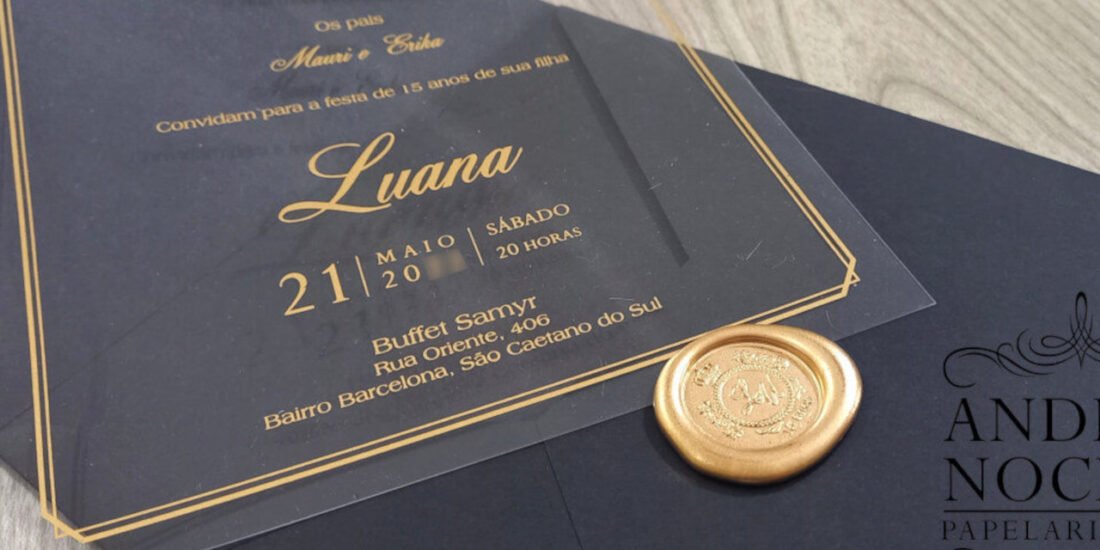 Os pais
Mauri e Erika
Convidam para a festa de 15 anos de sua filha
Luana
21 | MAIO 20 | SÁBADO 20 HORAS
Buffet Samyr
Rua Oriente, 406
Bairro Barcelona, São Caetano do Sul